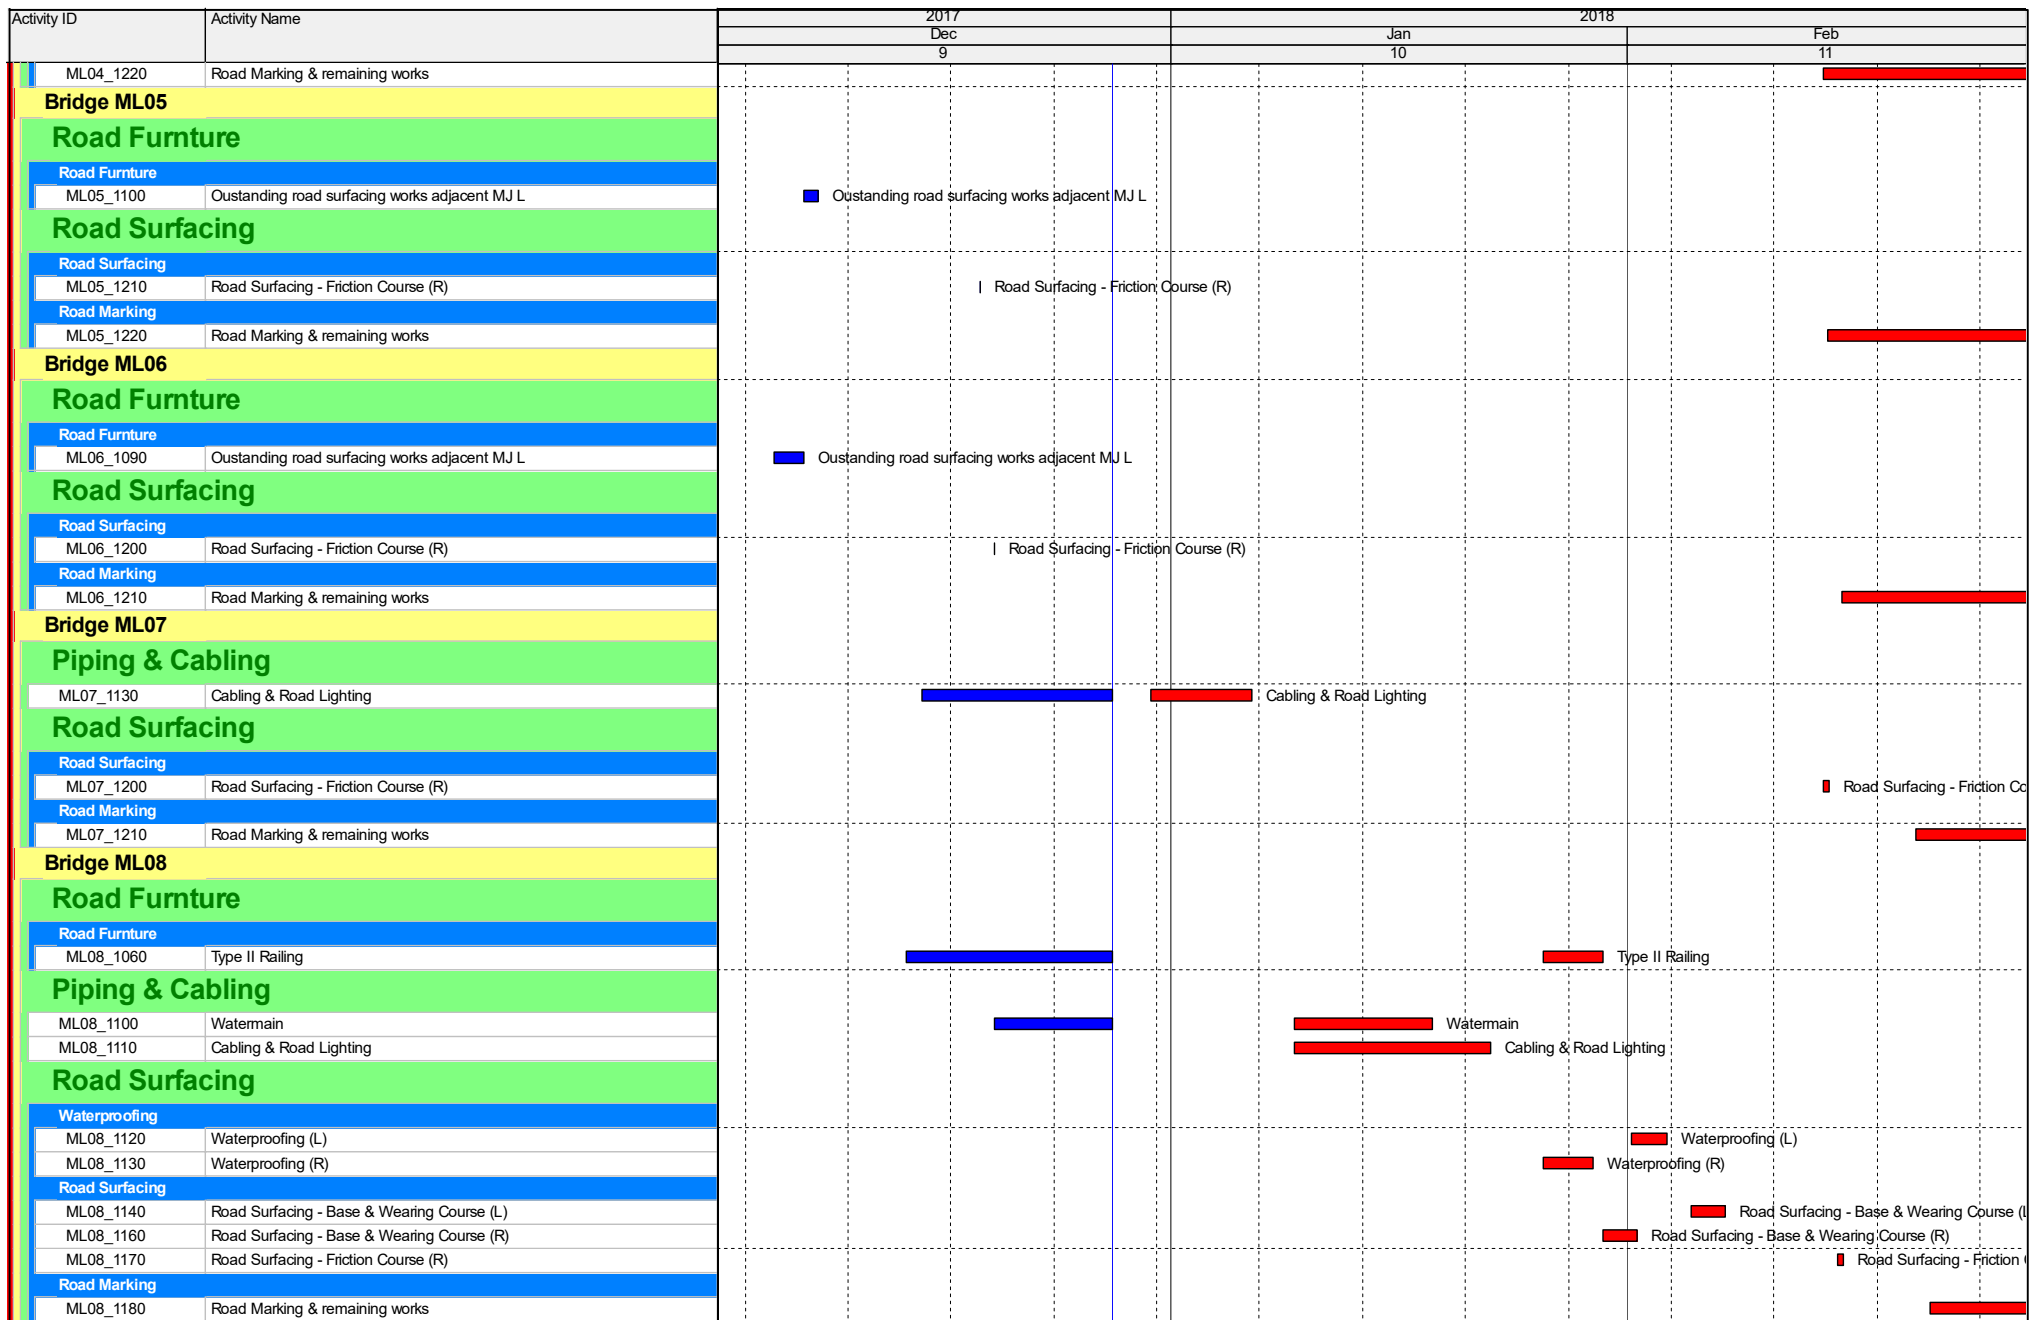 Activity ID Activity Name 2017 2018
Dec Jan Feb
9 10 11
ML04_1220 Road Marking & remaining works
Bridge ML05
Road Furnture
Road Furnture
ML05_1100 Oustanding road surfacing works adjacent MJ L Oustanding road surfacing works adjacent MJ L
Road Surfacing
Road Surfacing
ML05_1210 Road Surfacing - Friction Course (R) Road Surfacing - Friction Course (R)
Road Marking
ML05_1220 Road Marking & remaining works
Bridge ML06
Road Furnture
Road Furnture
ML06_1090 Oustanding road surfacing works adjacent MJ L Oustanding road surfacing works adjacent MJ L
Road Surfacing
Road Surfacing
ML06_1200 Road Surfacing - Friction Course (R) Road Surfacing - Friction Course (R)
Road Marking
ML06_1210 Road Marking & remaining works
Bridge ML07
Piping & Cabling
ML07_1130 Cabling & Road Lighting Cabling & Road Lighting
Road Surfacing
Road Surfacing
ML07_1200 Road Surfacing - Friction Course (R) Road Surfacing - Friction Co
Road Marking
ML07_1210 Road Marking & remaining works
Bridge ML08
Road Furnture
Road Furnture
ML08_1060 Type II Railing Type II Railing
Piping & Cabling
ML08_1100 Watermain Watermain
ML08_1110 Cabling & Road Lighting Cabling & Road Lighting
Road Surfacing
Waterproofing
ML08_1120 Waterproofing (L) Waterproofing (L)
ML08_1130 Waterproofing (R) Waterproofing (R)
Road Surfacing
ML08_1140 Road Surfacing - Base & Wearing Course (L) Road Surfacing - Base & Wearing Course (L
ML08_1160 Road Surfacing - Base & Wearing Course (R) Road Surfacing - Base & Wearing Course (R)
ML08_1170 Road Surfacing - Friction Course (R) Road Surfacing - Friction
Road Marking
ML08_1180 Road Marking & remaining works